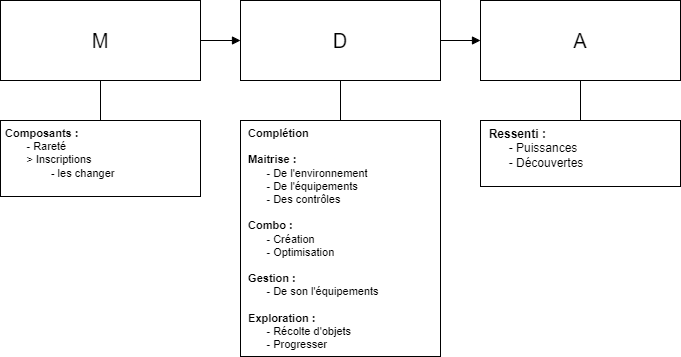 M
D
A
Composants :
- Rareté
> Inscriptions
- les changer
Complétion
Maitrise :
- De l'environnement
- De l'équipements
- Des contrôles
Combo :
- Création
- Optimisation
Gestion :
- De son l'équipements
Exploration :
- Récolte d'objets
- Progresser
Ressenti :
- Puissances
- Découvertes